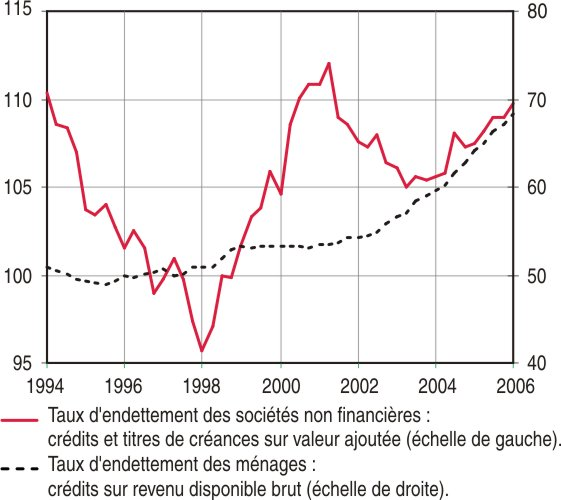 115
80
110
70
105
60
100
50
95
40
1994 1996 1998 2000 2002 2004 2006
Taux d'endettement des sociétés non financières :
crédits et titres de créances sur valeur ajoutée (échelle de gauche).
Taux d'endettement des ménages :
crédits sur revenu disponible brut (échelle de droite).